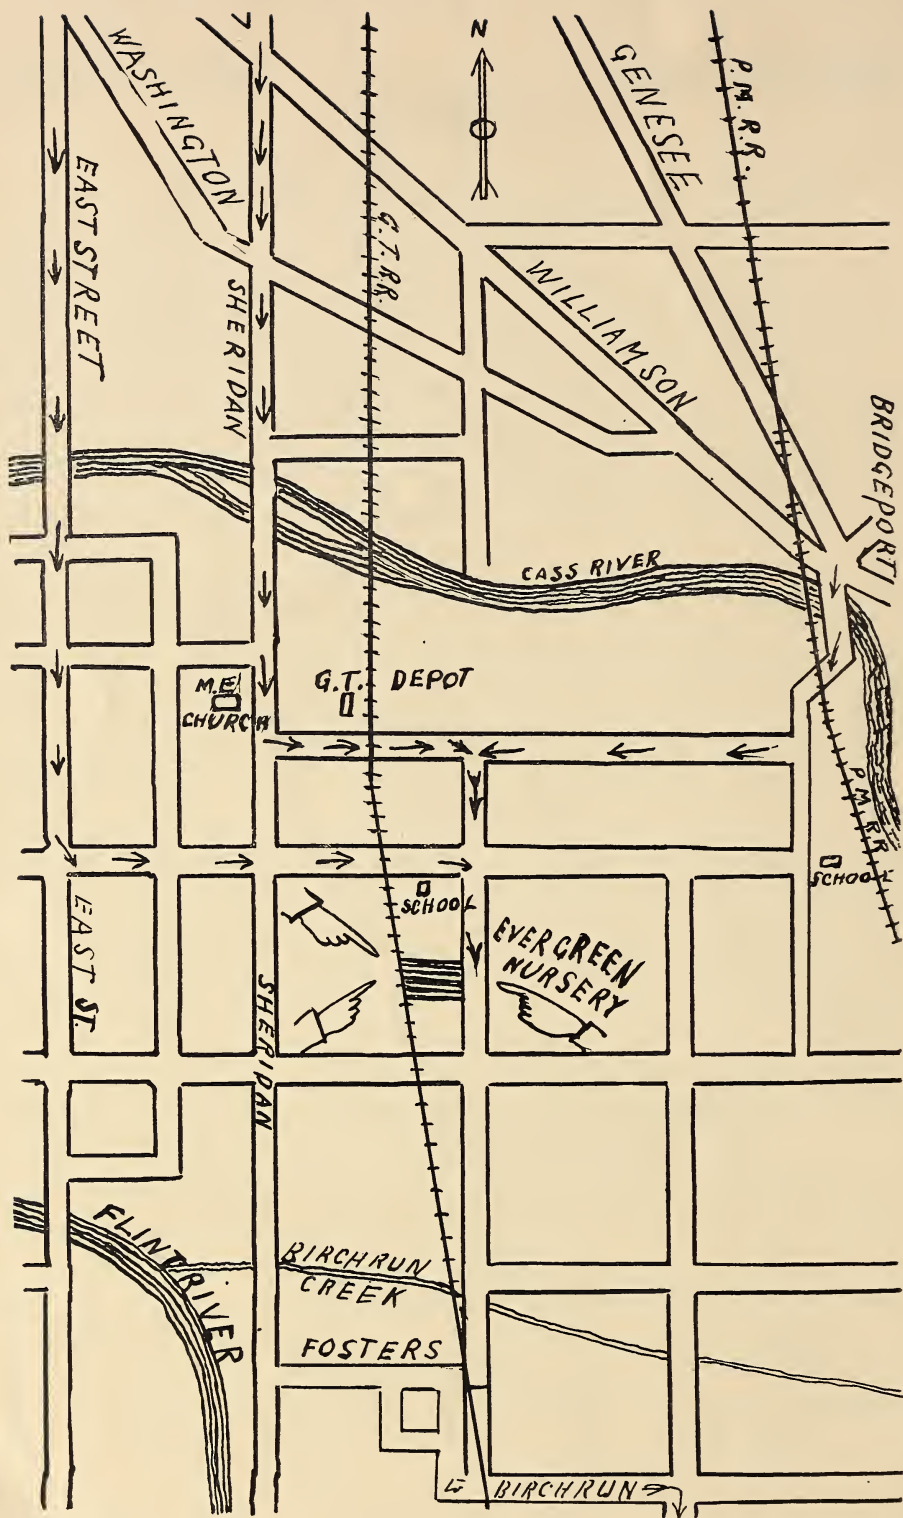 N
WASHINGTON
GENESEE
P.M. R.R.
EAST STREET
SHERIDAN
G.T. RR.
WILLIAMSON
BRIDGEPORT
CASS RIVER
M.E.
CHURCH
G.T. DEPOT
P M R R
SCHOOL
SCHOOL
EAST ST.
SHERIDAN
EVERGREEN
NURSERY
FLINT RIVER
BIRCHRUN
CREEK
FOSTERS
BIRCHRUN